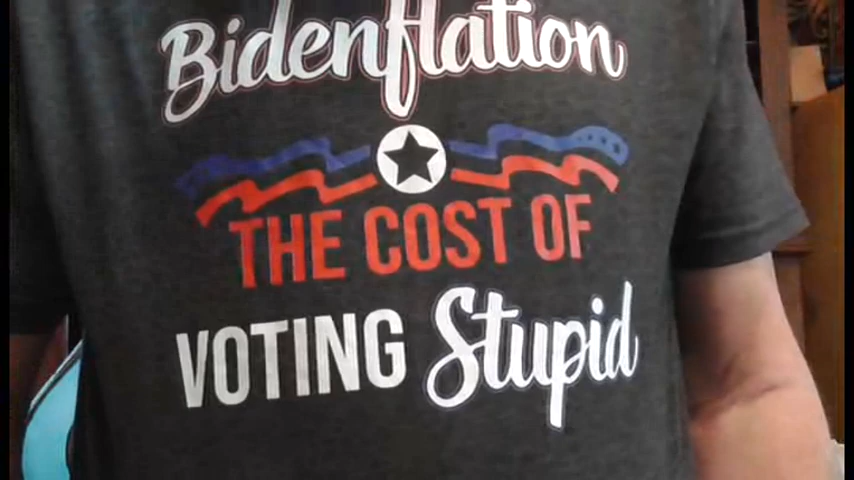 Bidenflation
THE COST OF
VOTING Stupid